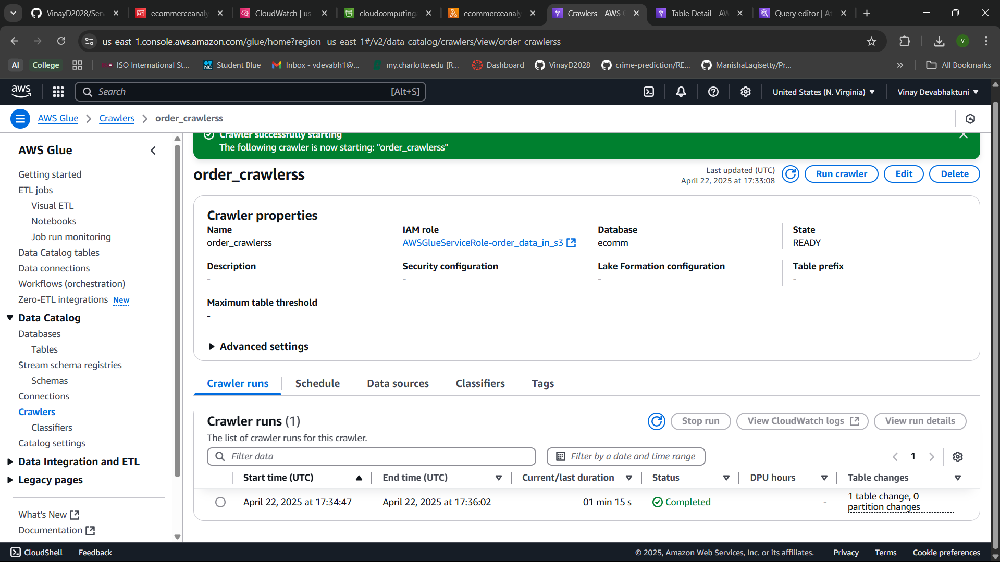 VinayD2028/Serv
ecommerceanaly
CloudWatch | us-
cloudcomputing
ecommerceanaly
Crawlers - AWS G
Table Detail - AW
Query editor | At
us-east-1.console.aws.amazon.com/glue/home?region=us-east-1#/v2/data-catalog/crawlers/view/order_crawlerss
V
AI
College
ISO International St...
Student Blue
Inbox - vdevabh1@...
my.charlotte.edu [R...
Dashboard
VinayD2028
crime-prediction/RE...
ManishaLagisetty/Pr...
All Bookmarks
aws
Search
[Alt+S]
United States (N. Virginia)
Vinay Devabhaktuni
AWS Glue
Crawlers
order_crawlerss
AWS Glue
Getting started
ETL jobs
Visual ETL
Notebooks
Job run monitoring
Data Catalog tables
Data connections
Workflows (orchestration)
Zero-ETL integrations New
Data Catalog
Databases
Tables
Stream schema registries
Schemas
Connections
Crawlers
Classifiers
Catalog settings
Data Integration and ETL
Legacy pages
What's New
Documentation
Crawler successfully starting
The following crawler is now starting: "order_crawlerss"
order_crawlerss
Last updated (UTC)
April 22, 2025 at 17:33:08
Run crawler
Edit
Delete
Crawler properties
Name
order_crawlerss
IAM role
AWSGlueServiceRole-order_data_in_s3
Database
ecomm
State
READY
Description
-
Security configuration
-
Lake Formation configuration
-
Table prefix
-
Maximum table threshold
-
Advanced settings
Crawler runs
Schedule
Data sources
Classifiers
Tags
Crawler runs (1)
The list of crawler runs for this crawler.
Stop run
View CloudWatch logs
View run details
Filter data
Filter by a date and time range
1
Start time (UTC)
End time (UTC)
Current/last duration
Status
DPU hours
Table changes
April 22, 2025 at 17:34:47
April 22, 2025 at 17:36:02
01 min 15 s
Completed
-
1 table change, 0
partition changes
CloudShell
Feedback
© 2025, Amazon Web Services, Inc. or its affiliates.
Privacy
Terms
Cookie preferences